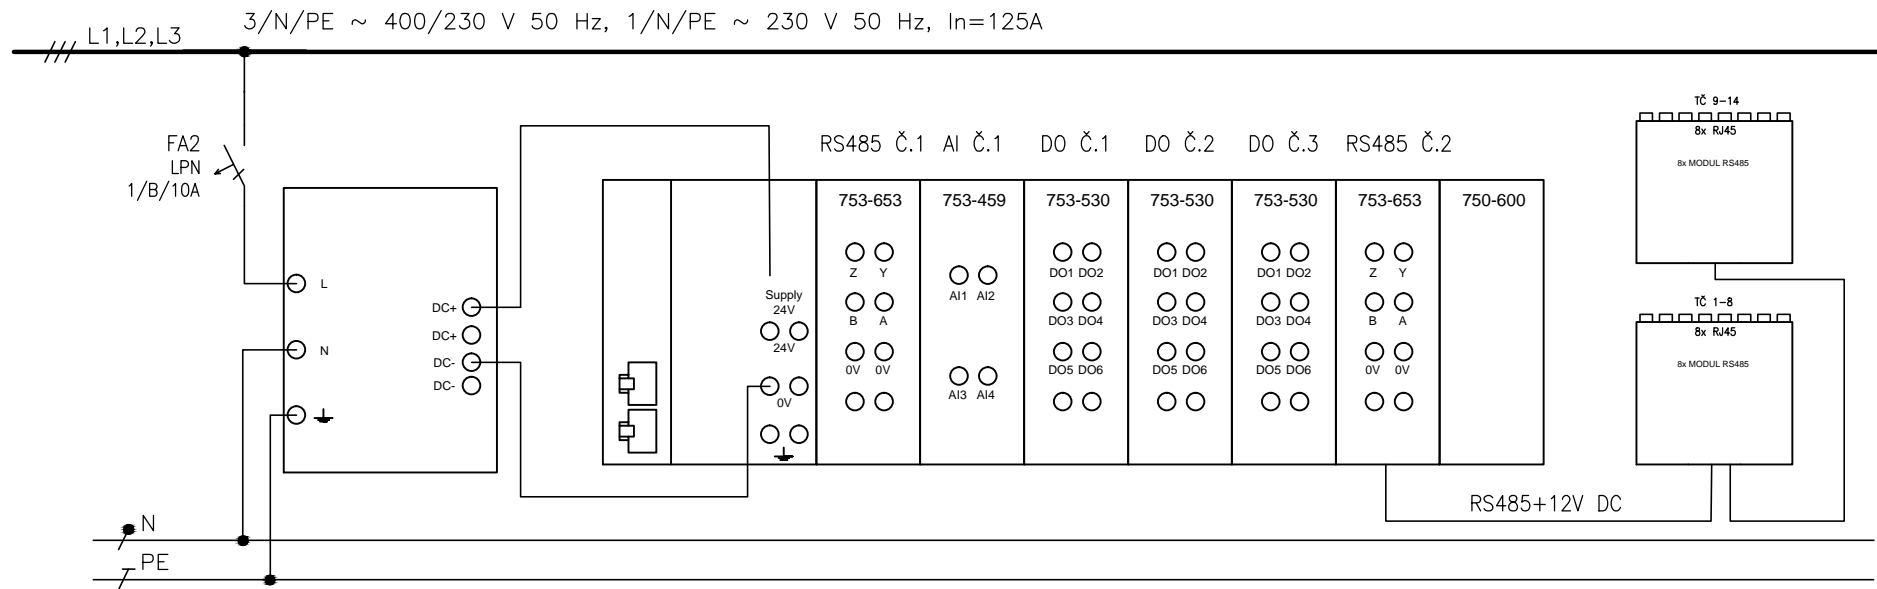 3/N/PE ~ 400/230 V 50 Hz, 1/N/PE ~ 230 V 50 Hz, In=125A
L1,L2,L3
FA2
LPN
1/B/10A
L
N
DC+
DC+
DC-
DC-
Supply
24V
24V
0V
RS485 Č.1
AI Č.1
DO Č.1
DO Č.2
DO Č.3
RS485 Č.2
753-653
753-459
753-530
753-530
753-530
753-653
750-600
Z Y
B A
0V 0V
AI1 AI2
AI3 AI4
DO1 DO2
DO3 DO4
DO5 DO6
DO1 DO2
DO3 DO4
DO5 DO6
DO1 DO2
DO3 DO4
DO5 DO6
Z Y
B A
0V 0V
TČ 9-14
8x RJ45
8x MODUL RS485
TČ 1-8
8x RJ45
8x MODUL RS485
RS485+12V DC
N
PE